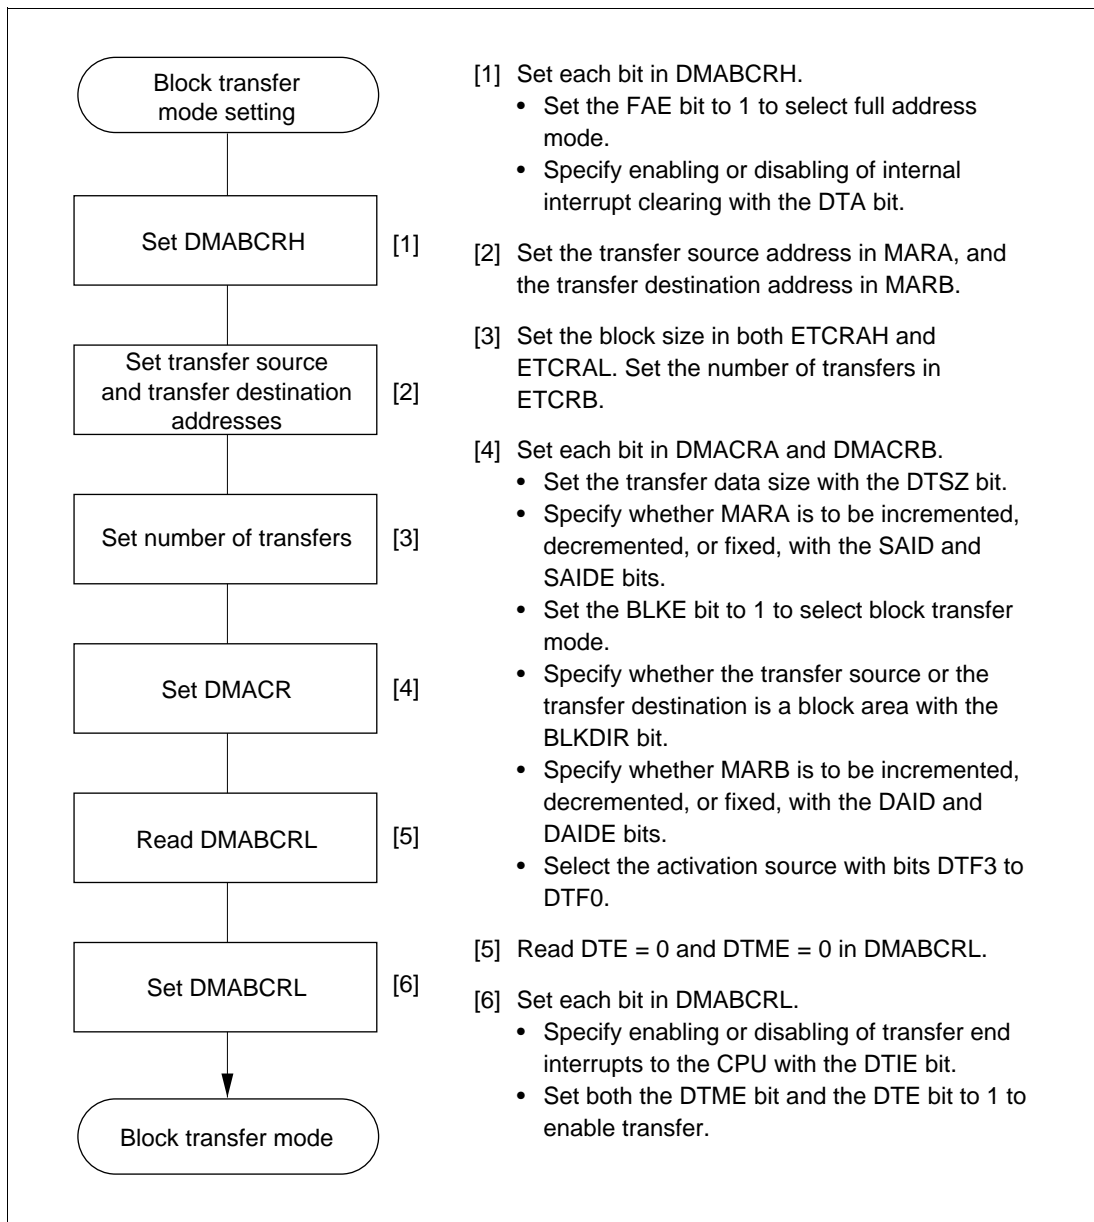 Block transfer
mode setting
Set DMABCRH
[1]
Set transfer source
and transfer destination
addresses
[2]
Set number of transfers
[3]
Set DMACR
[4]
Read DMABCRL
[5]
Set DMABCRL
[6]
Block transfer mode
[1] Set each bit in DMABCRH.
• Set the FAE bit to 1 to select full address
mode.
• Specify enabling or disabling of internal
interrupt clearing with the DTA bit.
[2] Set the transfer source address in MARA, and
the transfer destination address in MARB.
[3] Set the block size in both ETCRAH and
ETCRAL. Set the number of transfers in
ETCRB.
[4] Set each bit in DMACRA and DMACRB.
• Set the transfer data size with the DTSZ bit.
• Specify whether MARA is to be incremented,
decremented, or fixed, with the SAID and
SAIDE bits.
• Set the BLKE bit to 1 to select block transfer
mode.
• Specify whether the transfer source or the
transfer destination is a block area with the
BLKDIR bit.
• Specify whether MARB is to be incremented,
decremented, or fixed, with the DAID and
DAIDE bits.
• Select the activation source with bits DTF3 to
DTF0.
[5] Read DTE = 0 and DTME = 0 in DMABCRL.
[6] Set each bit in DMABCRL.
• Specify enabling or disabling of transfer end
interrupts to the CPU with the DTIE bit.
• Set both the DTME bit and the DTE bit to 1 to
enable transfer.